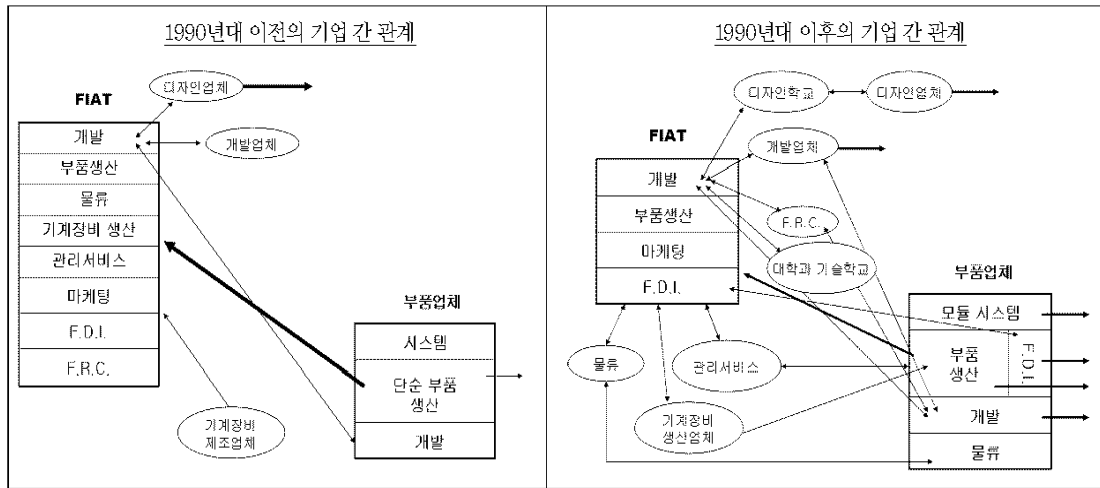 1990년대 이전의 기업 간 관계
디자인업체
FIAT
개발
개발업체
부품생산
물류
기계장비 생산
관리서비스
마케팅
F.D.I.
F.R.C.
부품업체
시스템
단순 부품
생산
개발
기계장비
제조업체
1990년대 이후의 기업 간 관계
디자인학교
디자인업체
FIAT
개발업체
개발
부품생산
마케팅
F.D.I.
F.R.C.
대학과 기술학교
부품업체
모듈 시스템
부품
생산
F.D.I.
개발
물류
물류
관리서비스
기계장비
생산업체